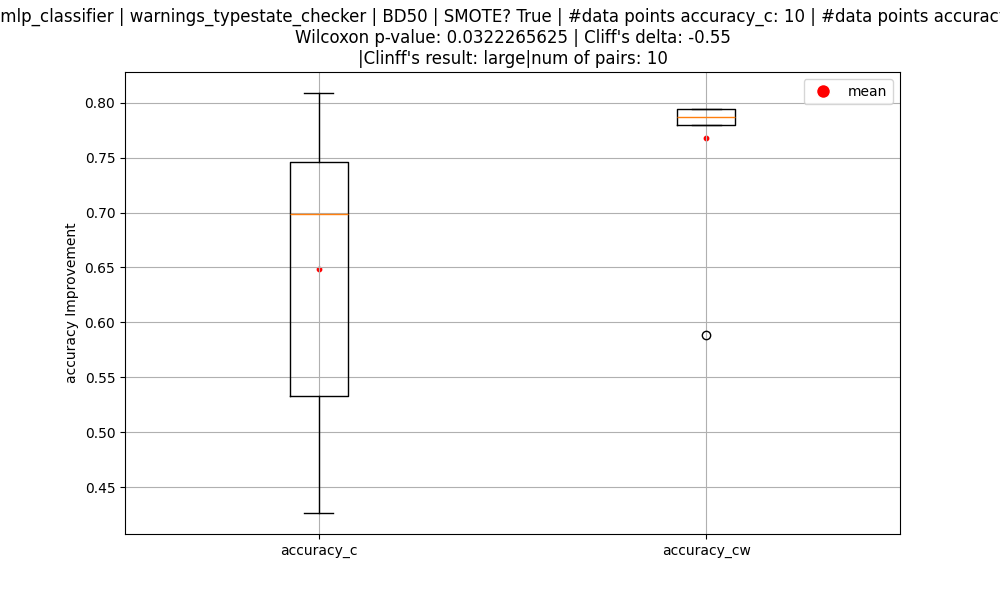 mlp_classifier | warnings_typestate_checker | BD50 | SMOTE? True | #data points accuracy_c: 10 | #data points accurac
Wilcoxon p-value: 0.0322265625 | Cliff's delta: -0.55
|Clinff's result: large|num of pairs: 10
mean
0.80
0.75
0.70
0.65
0.60
0.55
0.50
0.45
accuracy Improvement
accuracy_c
accuracy_cw